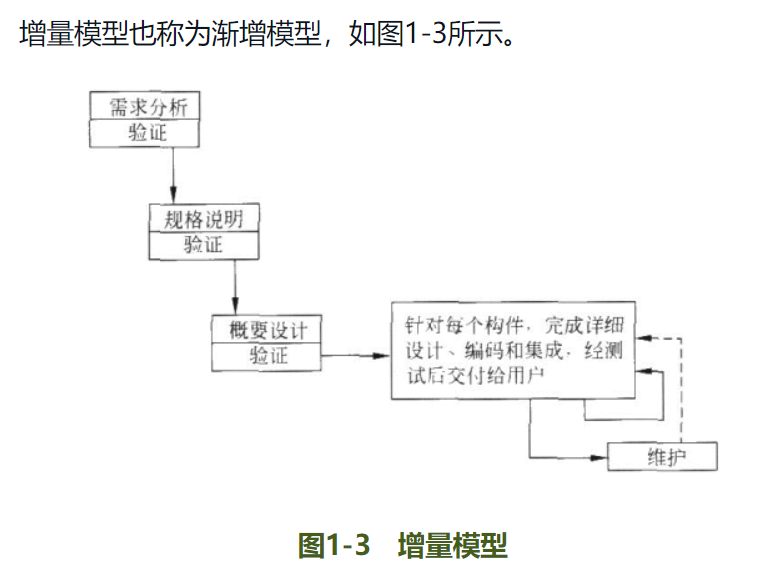 增量模型也称为渐增模型，如图1-3所示。
需求分析
验证
规格说明
验证
概要设计
验证
针对每个构件，完成详细
设计、编码和集成，经测
试后交付给用户
维护
图1-3 增量模型